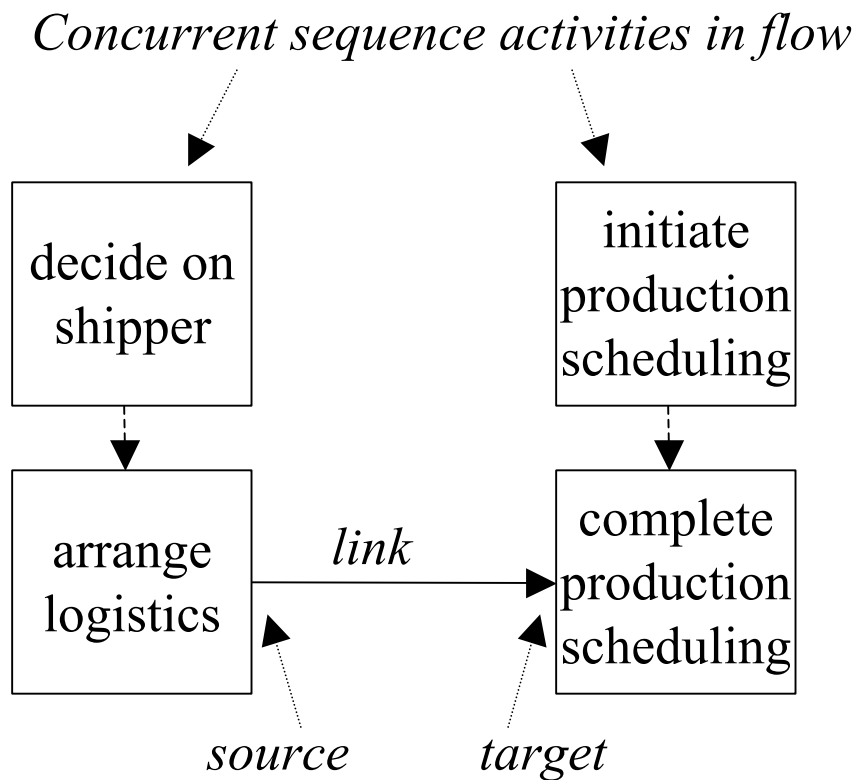 Concurrent sequence activities in flow
decide on
shipper
initiate
production
scheduling
arrange
logistics
link
complete
production
scheduling
source
target